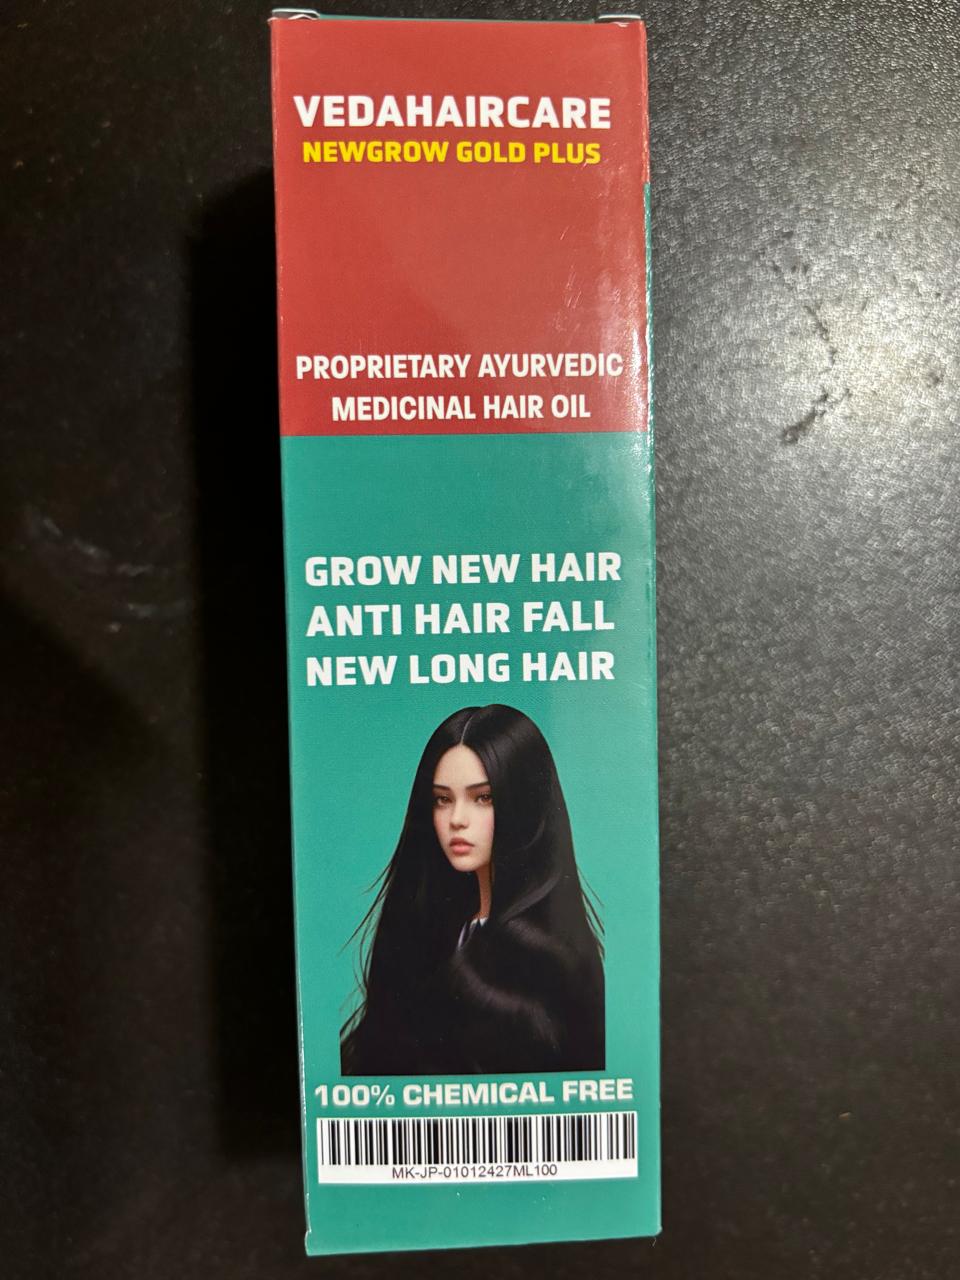 VEDAHAIRCARE
NEWGROW GOLD PLUS
PROPRIETARY AYURVEDIC
MEDICINAL HAIR OIL
GROW NEW HAIR
ANTI HAIR FALL
NEW LONG HAIR
100% CHEMICAL FREE
MK-JP-01012427ML100